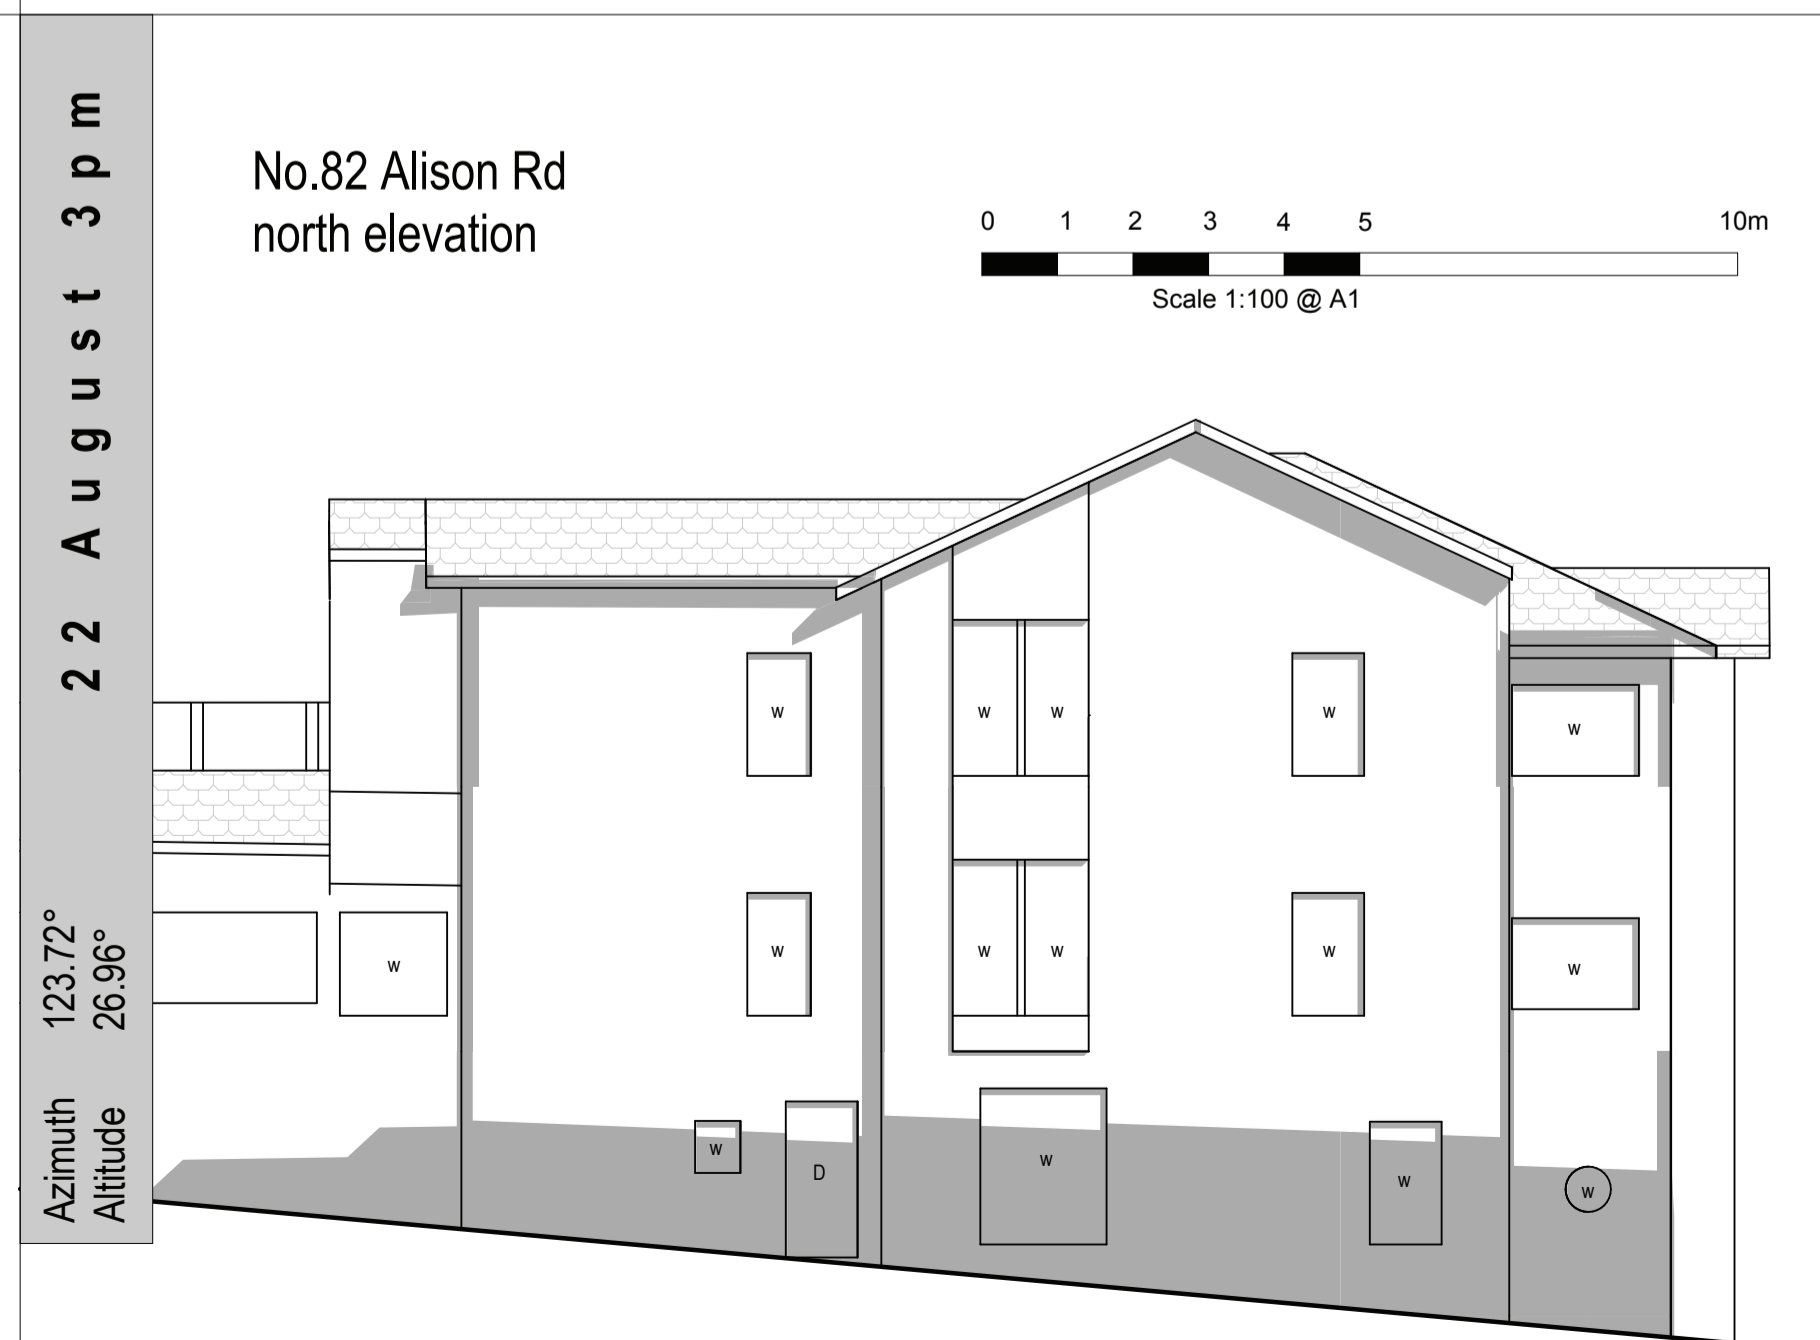 22 August 3pm
Azimuth 123.72°
Altitude 26.96°
No.82 Alison Rd
north elevation
0 1 2 3 4 5 10m
Scale 1:100 @ A1
W W W W W
W W W W W W
W D W W W